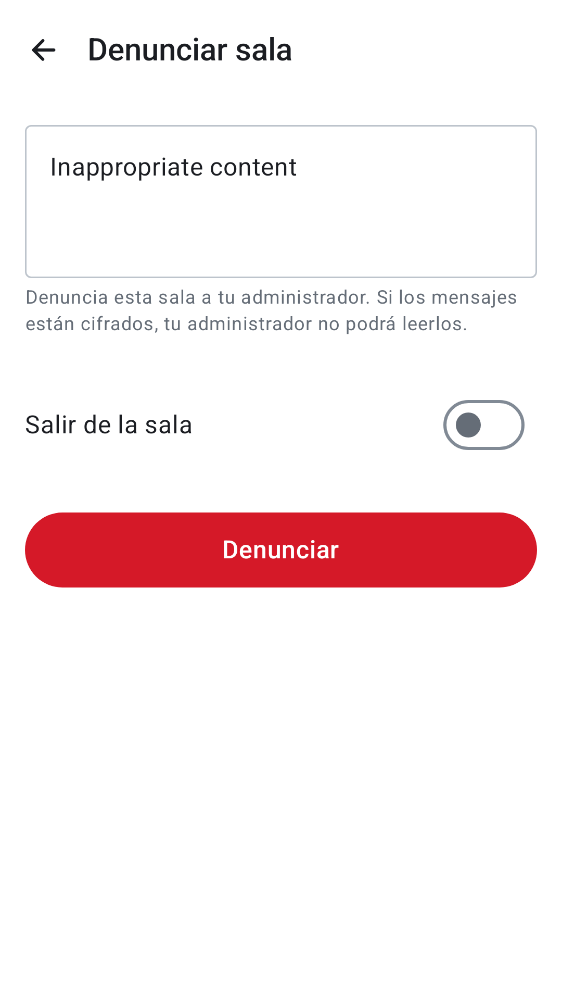 Denunciar sala
Inappropriate content
Denuncia esta sala a tu administrador. Si los mensajes
están cifrados, tu administrador no podrá leerlos.
Salir de la sala
Denunciar